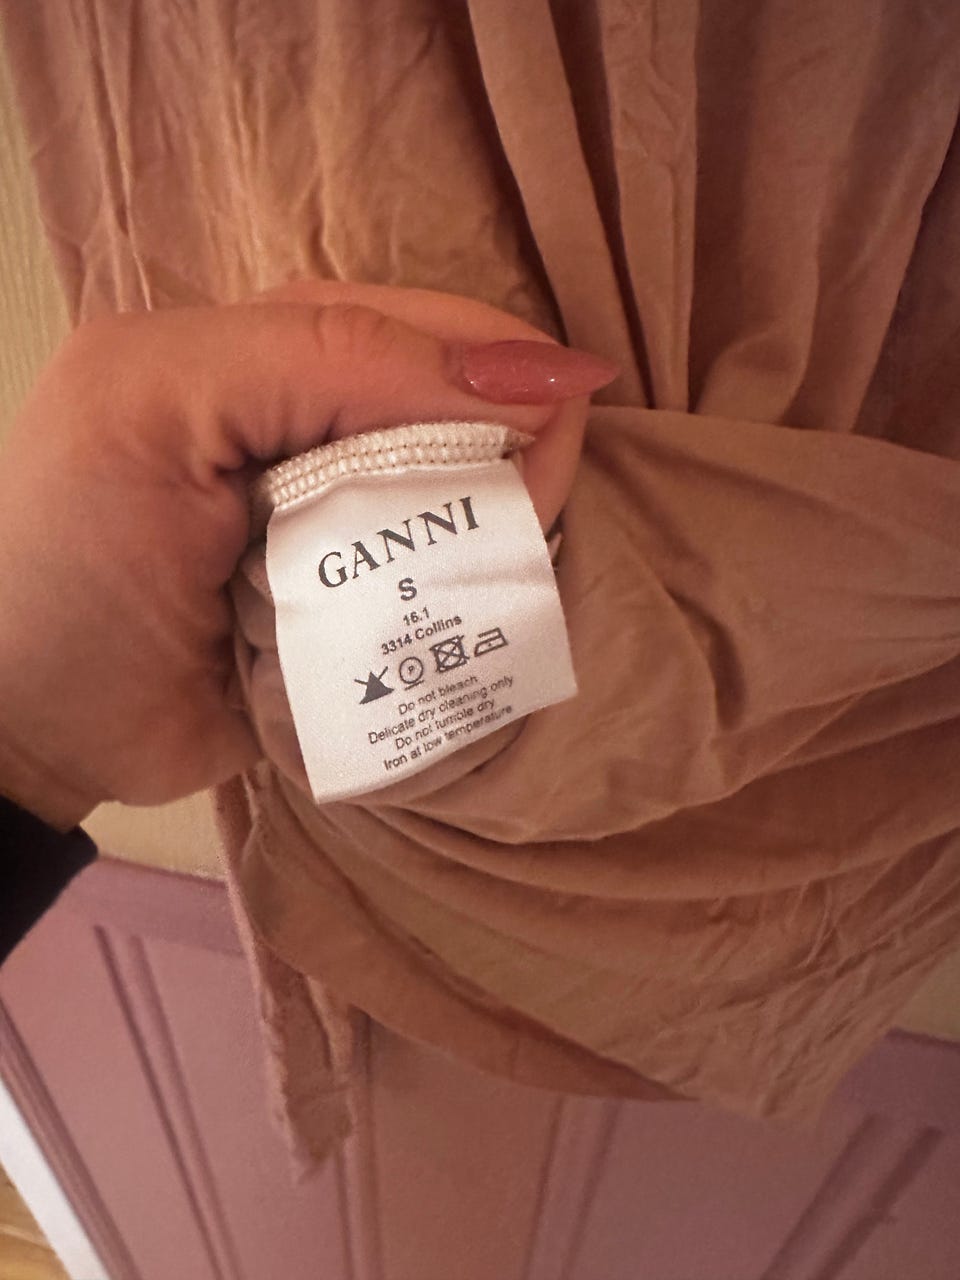 GANNI
S
16.1
3314 Collins
P
Do not bleach
Delicate dry cleaning only
Do not tumble dry
Iron at low temperature